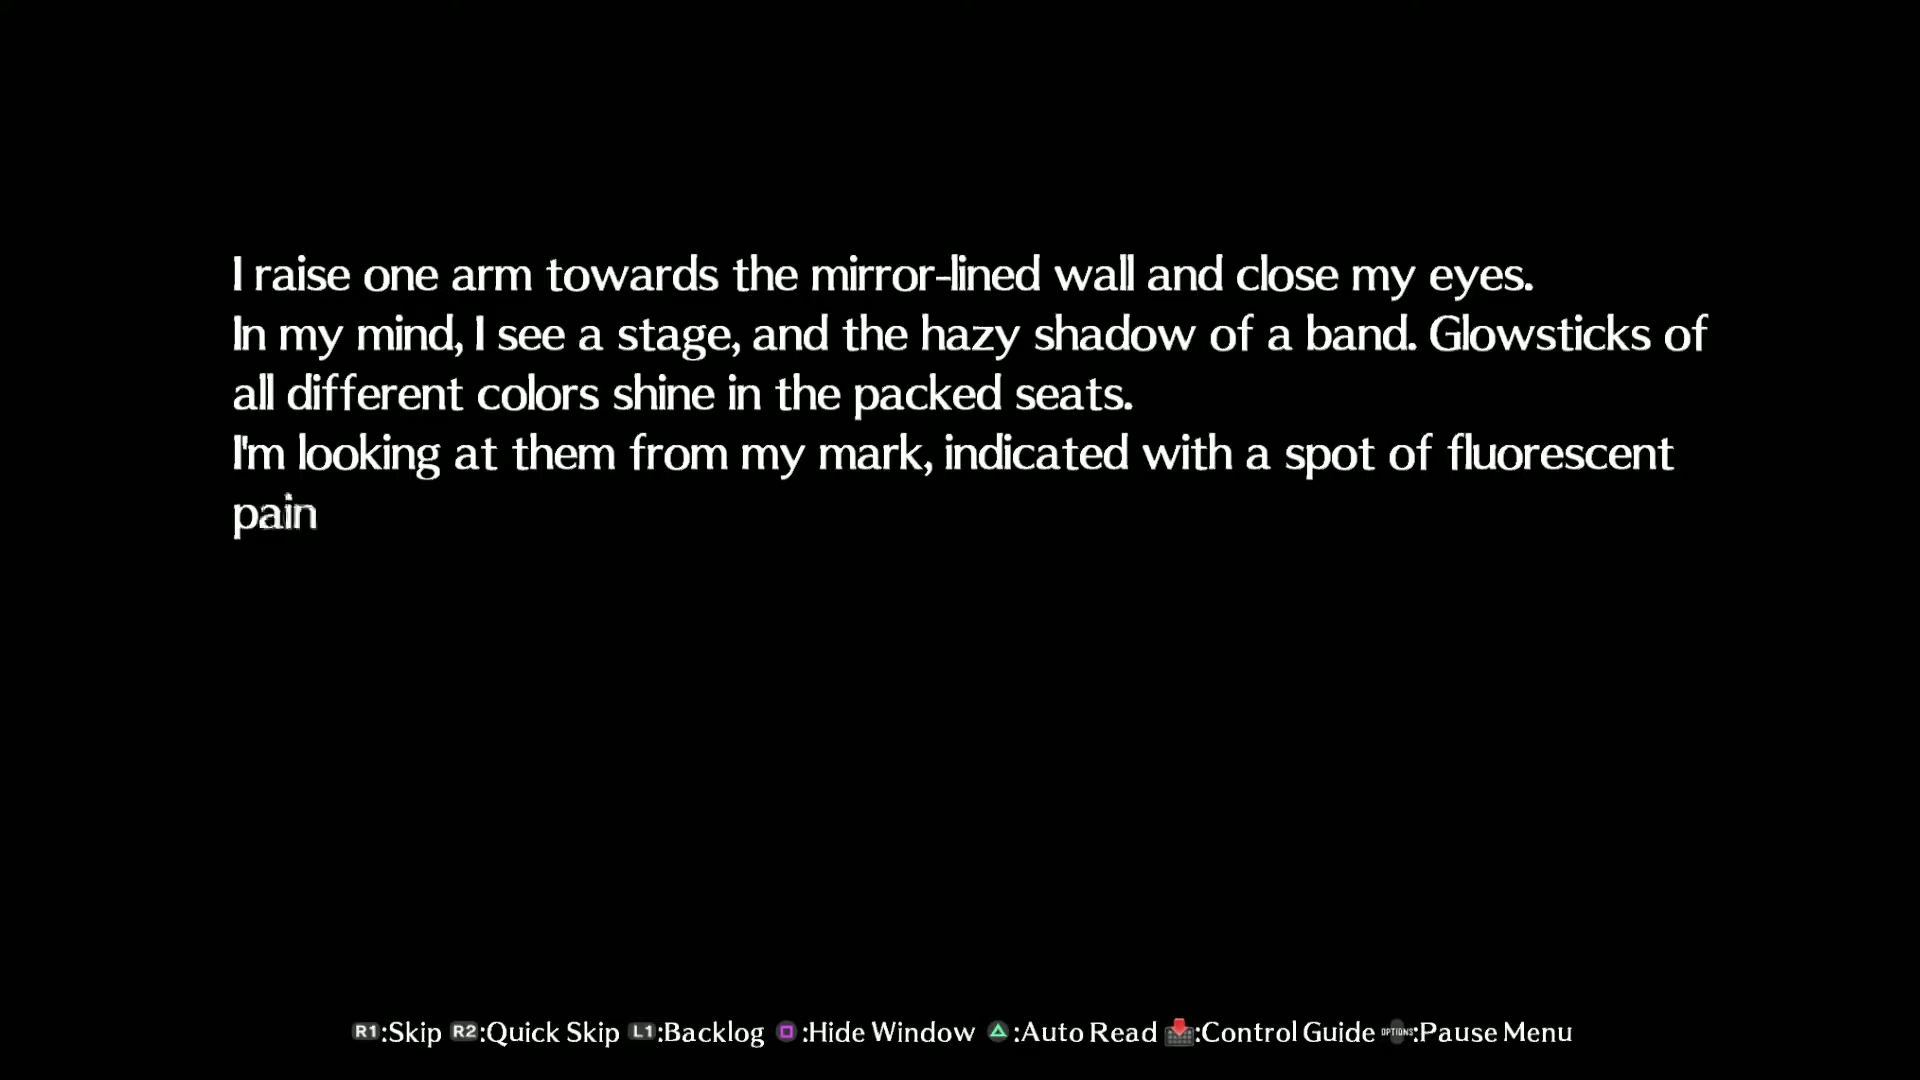 I raise one arm towards the mirror-lined wall and close my eyes.
In my mind, I see a stage, and the hazy shadow of a band. Glowsticks of
all different colors shine in the packed seats.
I'm looking at them from my mark, indicated with a spot of fluorescent
pain
R1:Skip R2:Quick Skip L1:Backlog :Hide Window :Auto Read :Control Guide OPTIONS:Pause Menu